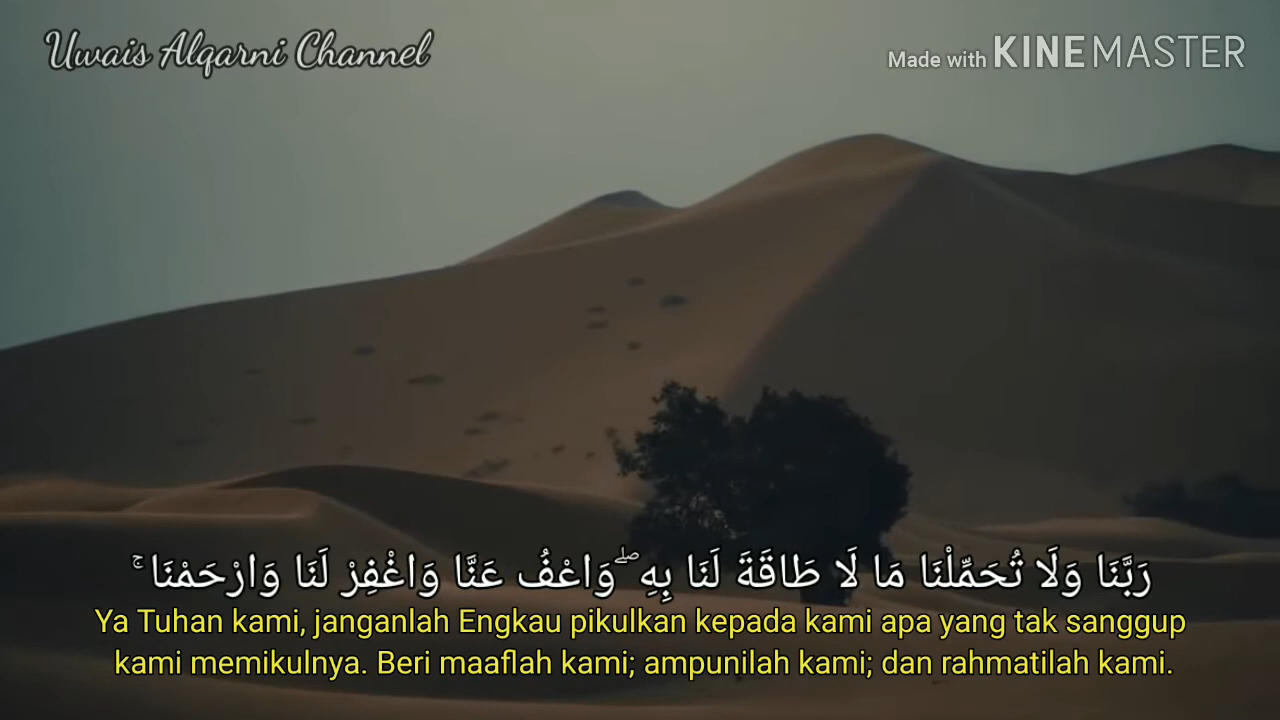 Uwais Alqarni Channel
Made with KINEMASTER
رَبَّنَا وَلَا تُحَمِّلْنَا مَا لَا طَاقَةَ لَنَا بِهِ ۖ وَاعْفُ عَنَّا وَاغْفِرْ لَنَا وَارْحَمْنَا ۚ
Ya Tuhan kami, janganlah Engkau pikulkan kepada kami apa yang tak sanggup
kami memikulnya. Beri maaflah kami; ampunilah kami; dan rahmatilah kami.